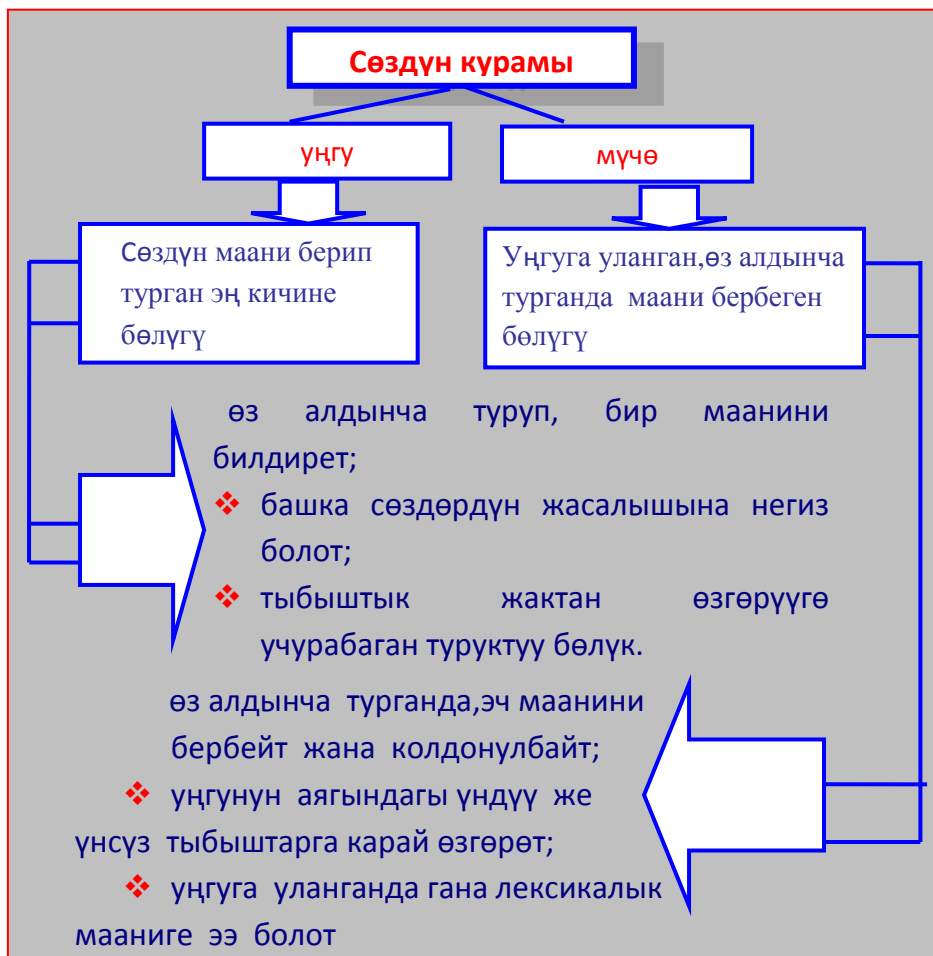 Сөздүн курамы
уңгу
мүчө
Сөздүн маани берип
турган эң кичине
бөлүгү
Уңгуга уланган,өз алдынча
турганда маани бербеген
бөлүгү
өз алдынча туруп, бир маанини
билдирет;
❖ башка сөздөрдүн жасалышына негиз
болот;
❖ тыбыштык жактан өзгөрүүгө
учурабаган туруктуу бөлүк.
өз алдынча турганда,эч маанини
бербейт жана колдонулбайт;
❖ уңгунун аягындагы үндүү же
үнсүз тыбыштарга карай өзгөрөт;
❖ уңгуга уланганда гана лексикалык
мааниге ээ болот